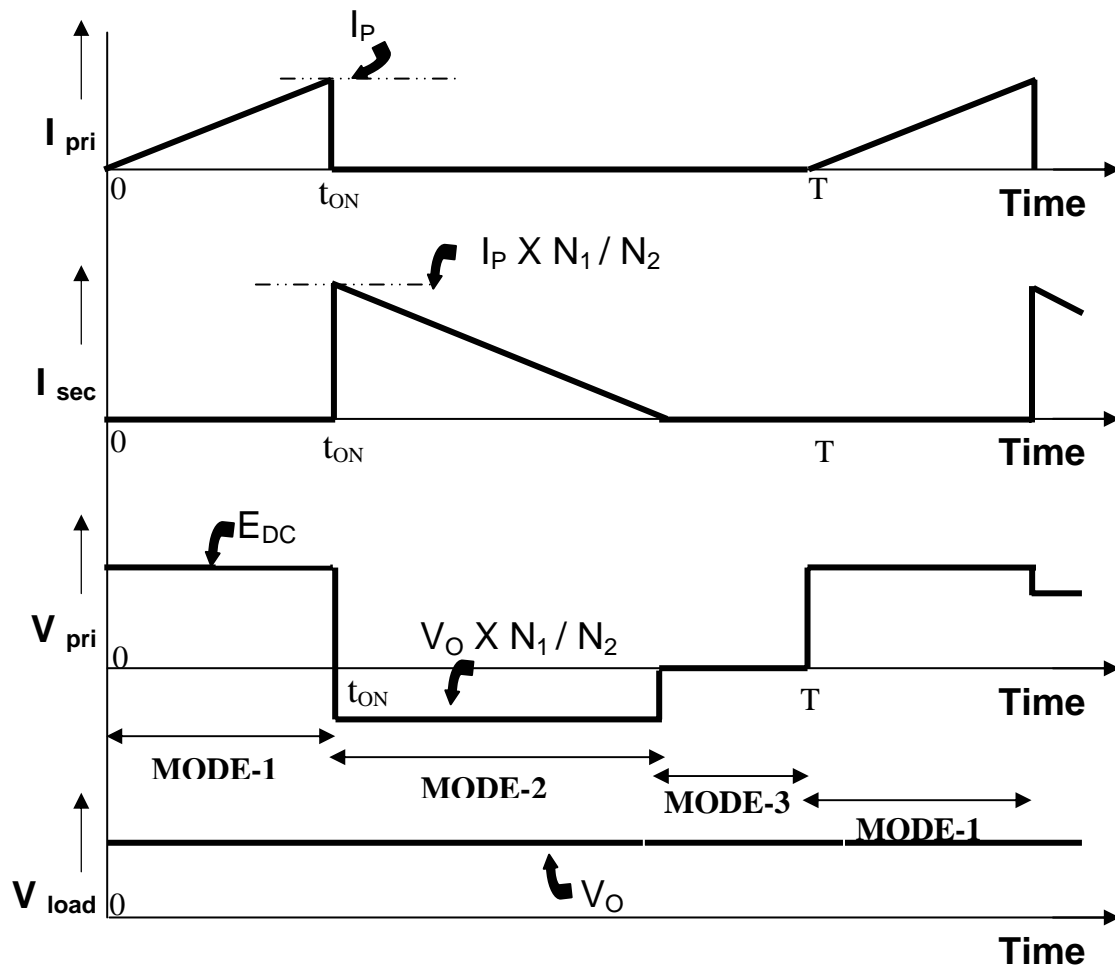 I_P
I pri
0
t_ON
T
Time
I_P X N_1 / N_2
I sec
0
t_ON
T
Time
E_DC
V pri
0
V_O X N_1 / N_2
t_ON
T
Time
MODE-1
MODE-2
MODE-3
MODE-1
V load
0
V_O
Time